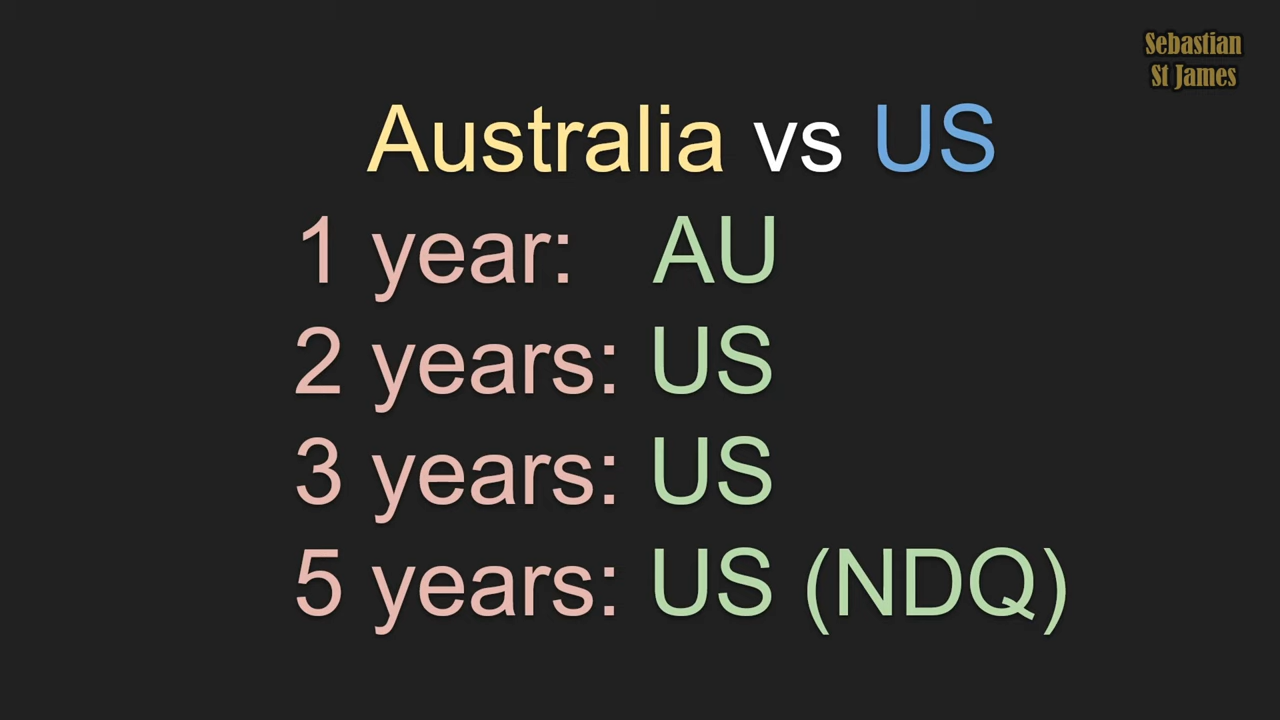 Sebastian
St James
Australia vs US
1 year: AU
2 years: US
3 years: US
5 years: US (NDQ)